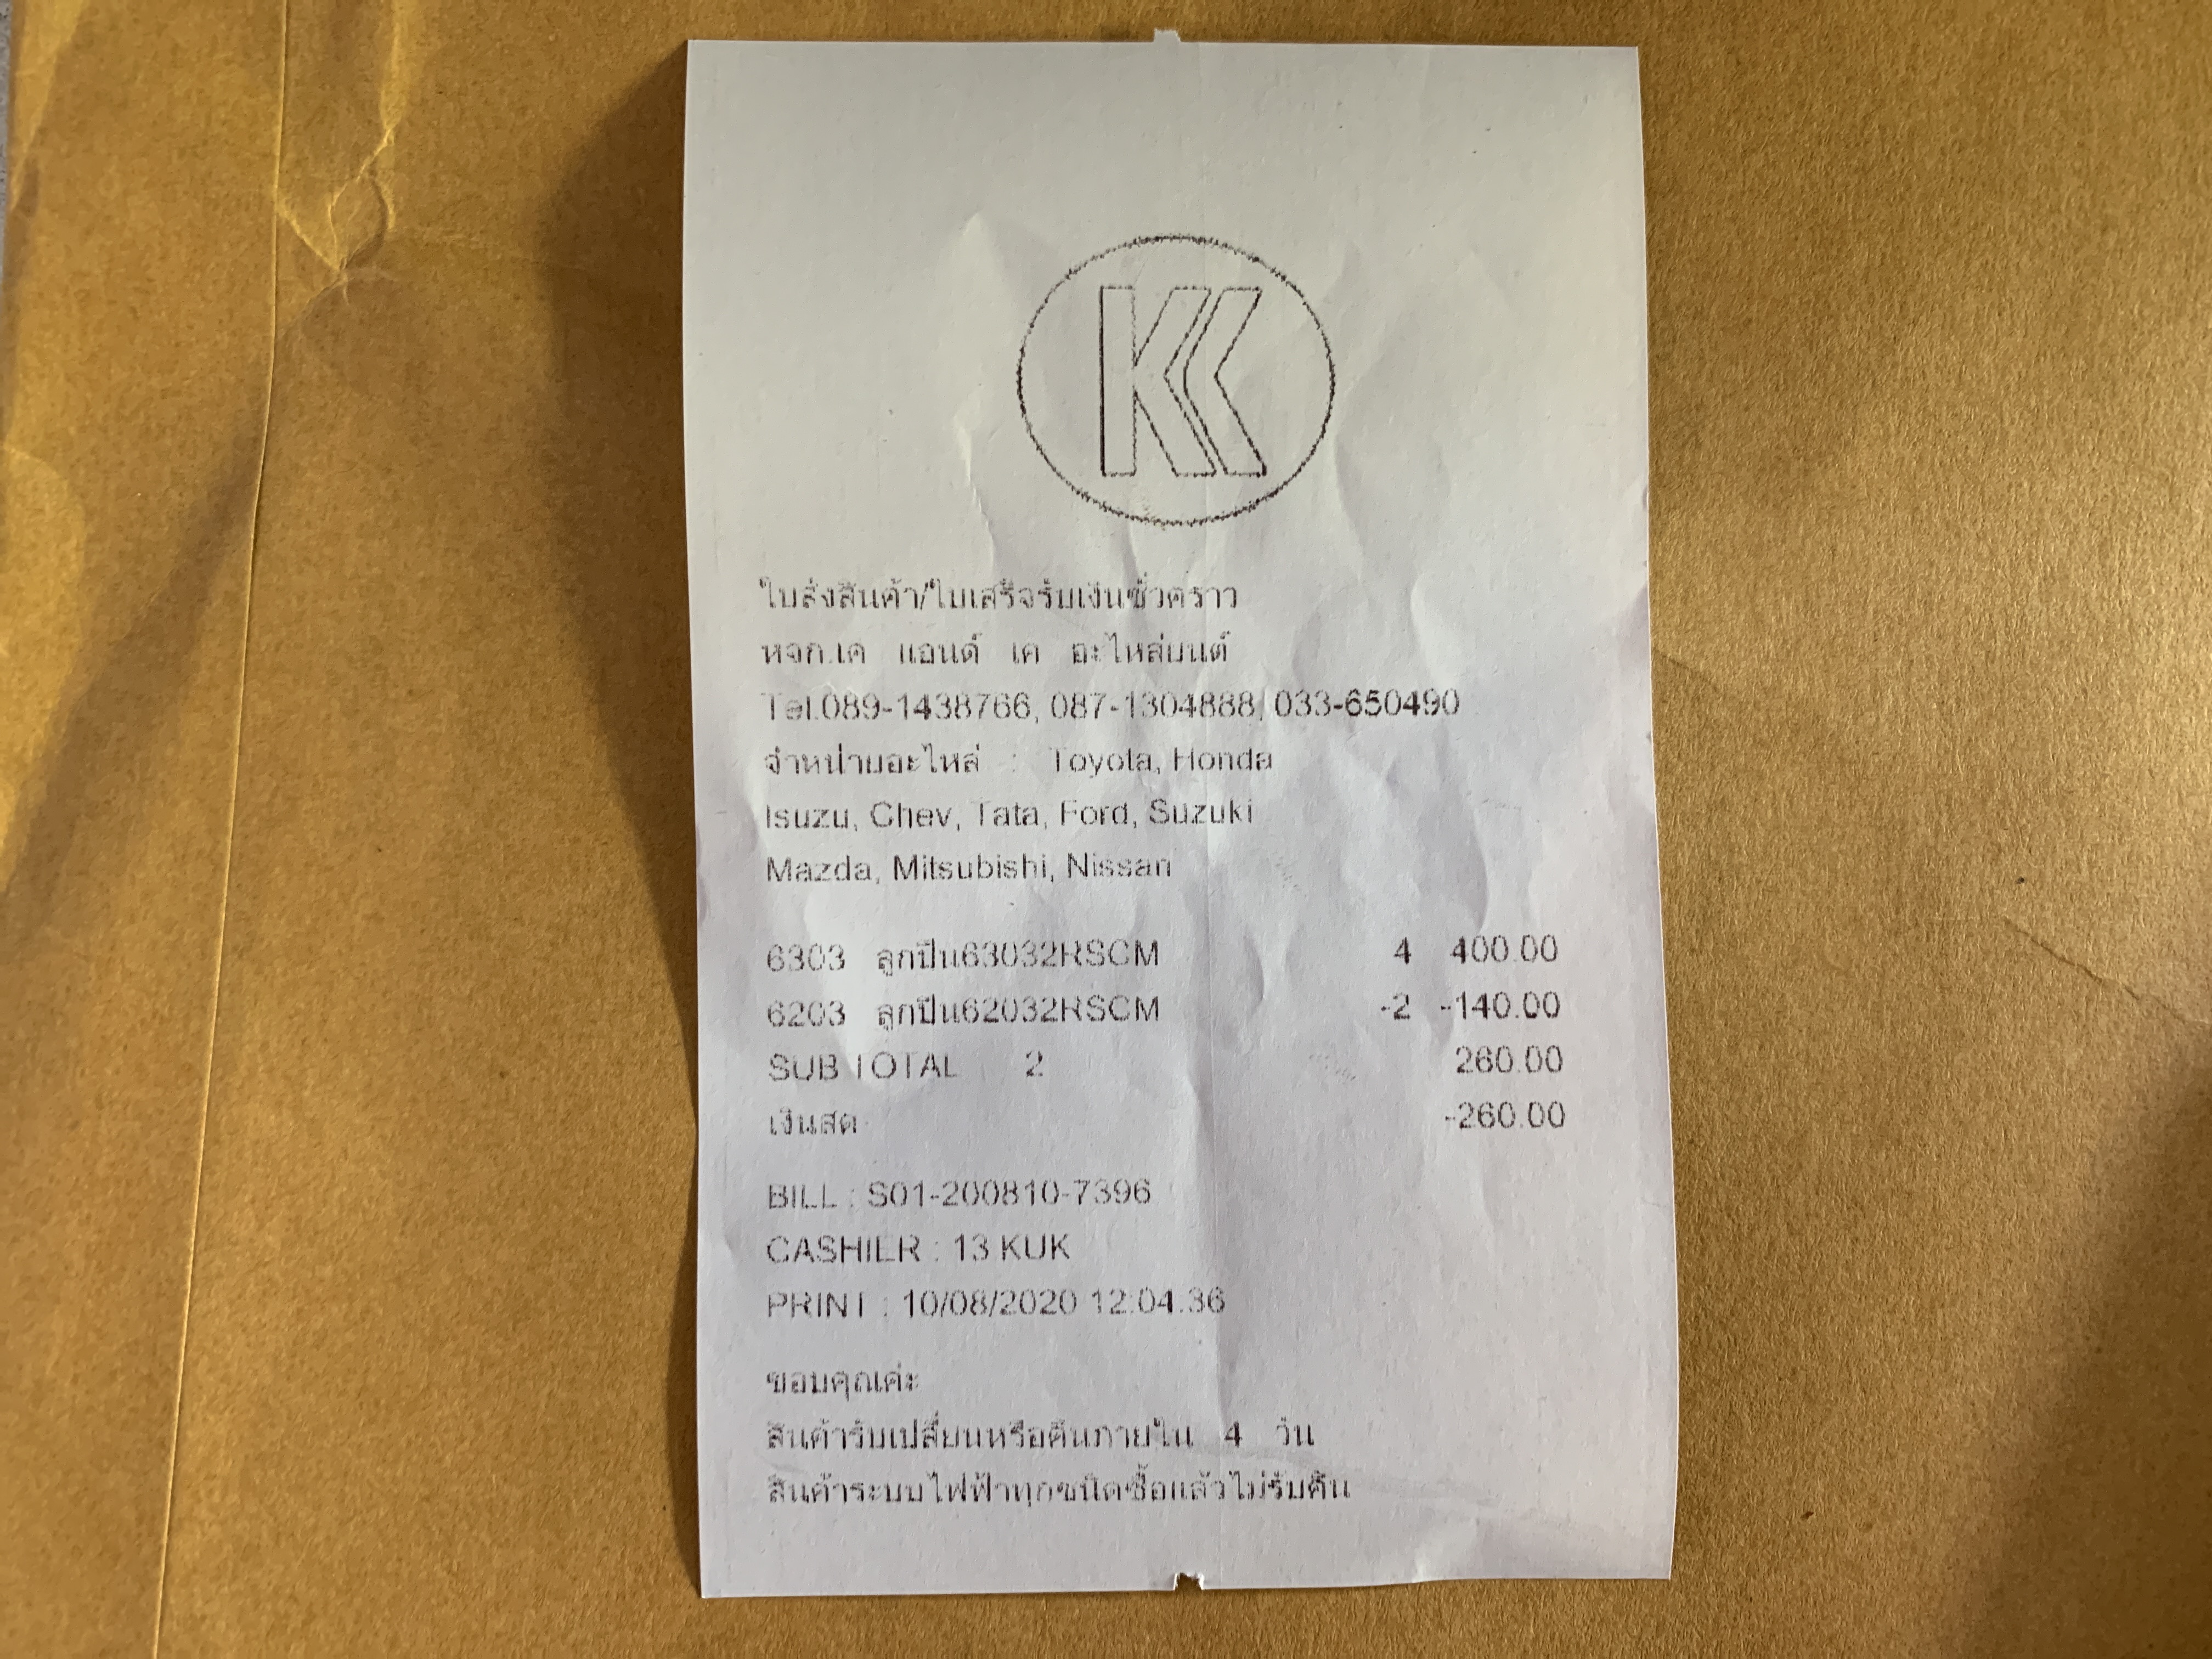 KK
ใบสั่งสินค้า/ใบเสร็จรับเงินชั่วคราว
หจก.เค แอนด์ เค อะไหล่ยนต์
Tel.089-1438766, 087-1304888, 033-650490
จำหน่ายอะไหล่ : Toyota, Honda
Isuzu, Chev, Tata, Ford, Suzuki
Mazda, Mitsubishi, Nissan
6303 ลูกปืน63032RSCM 4 400.00
6203 ลูกปืน62032RSCM -2 -140.00
SUB TOTAL 2 260.00
เงินสด -260.00
BILL : S01-200810-7396
CASHIER : 13 KUK
PRINT : 10/08/2020 12:04:36
ขอบคุณค่ะ
สินค้ารับเปลี่ยนหรือคืนภายใน 4 วัน
สินค้าระบบไฟฟ้าทุกชนิดซื้อแล้วไม่รับคืน